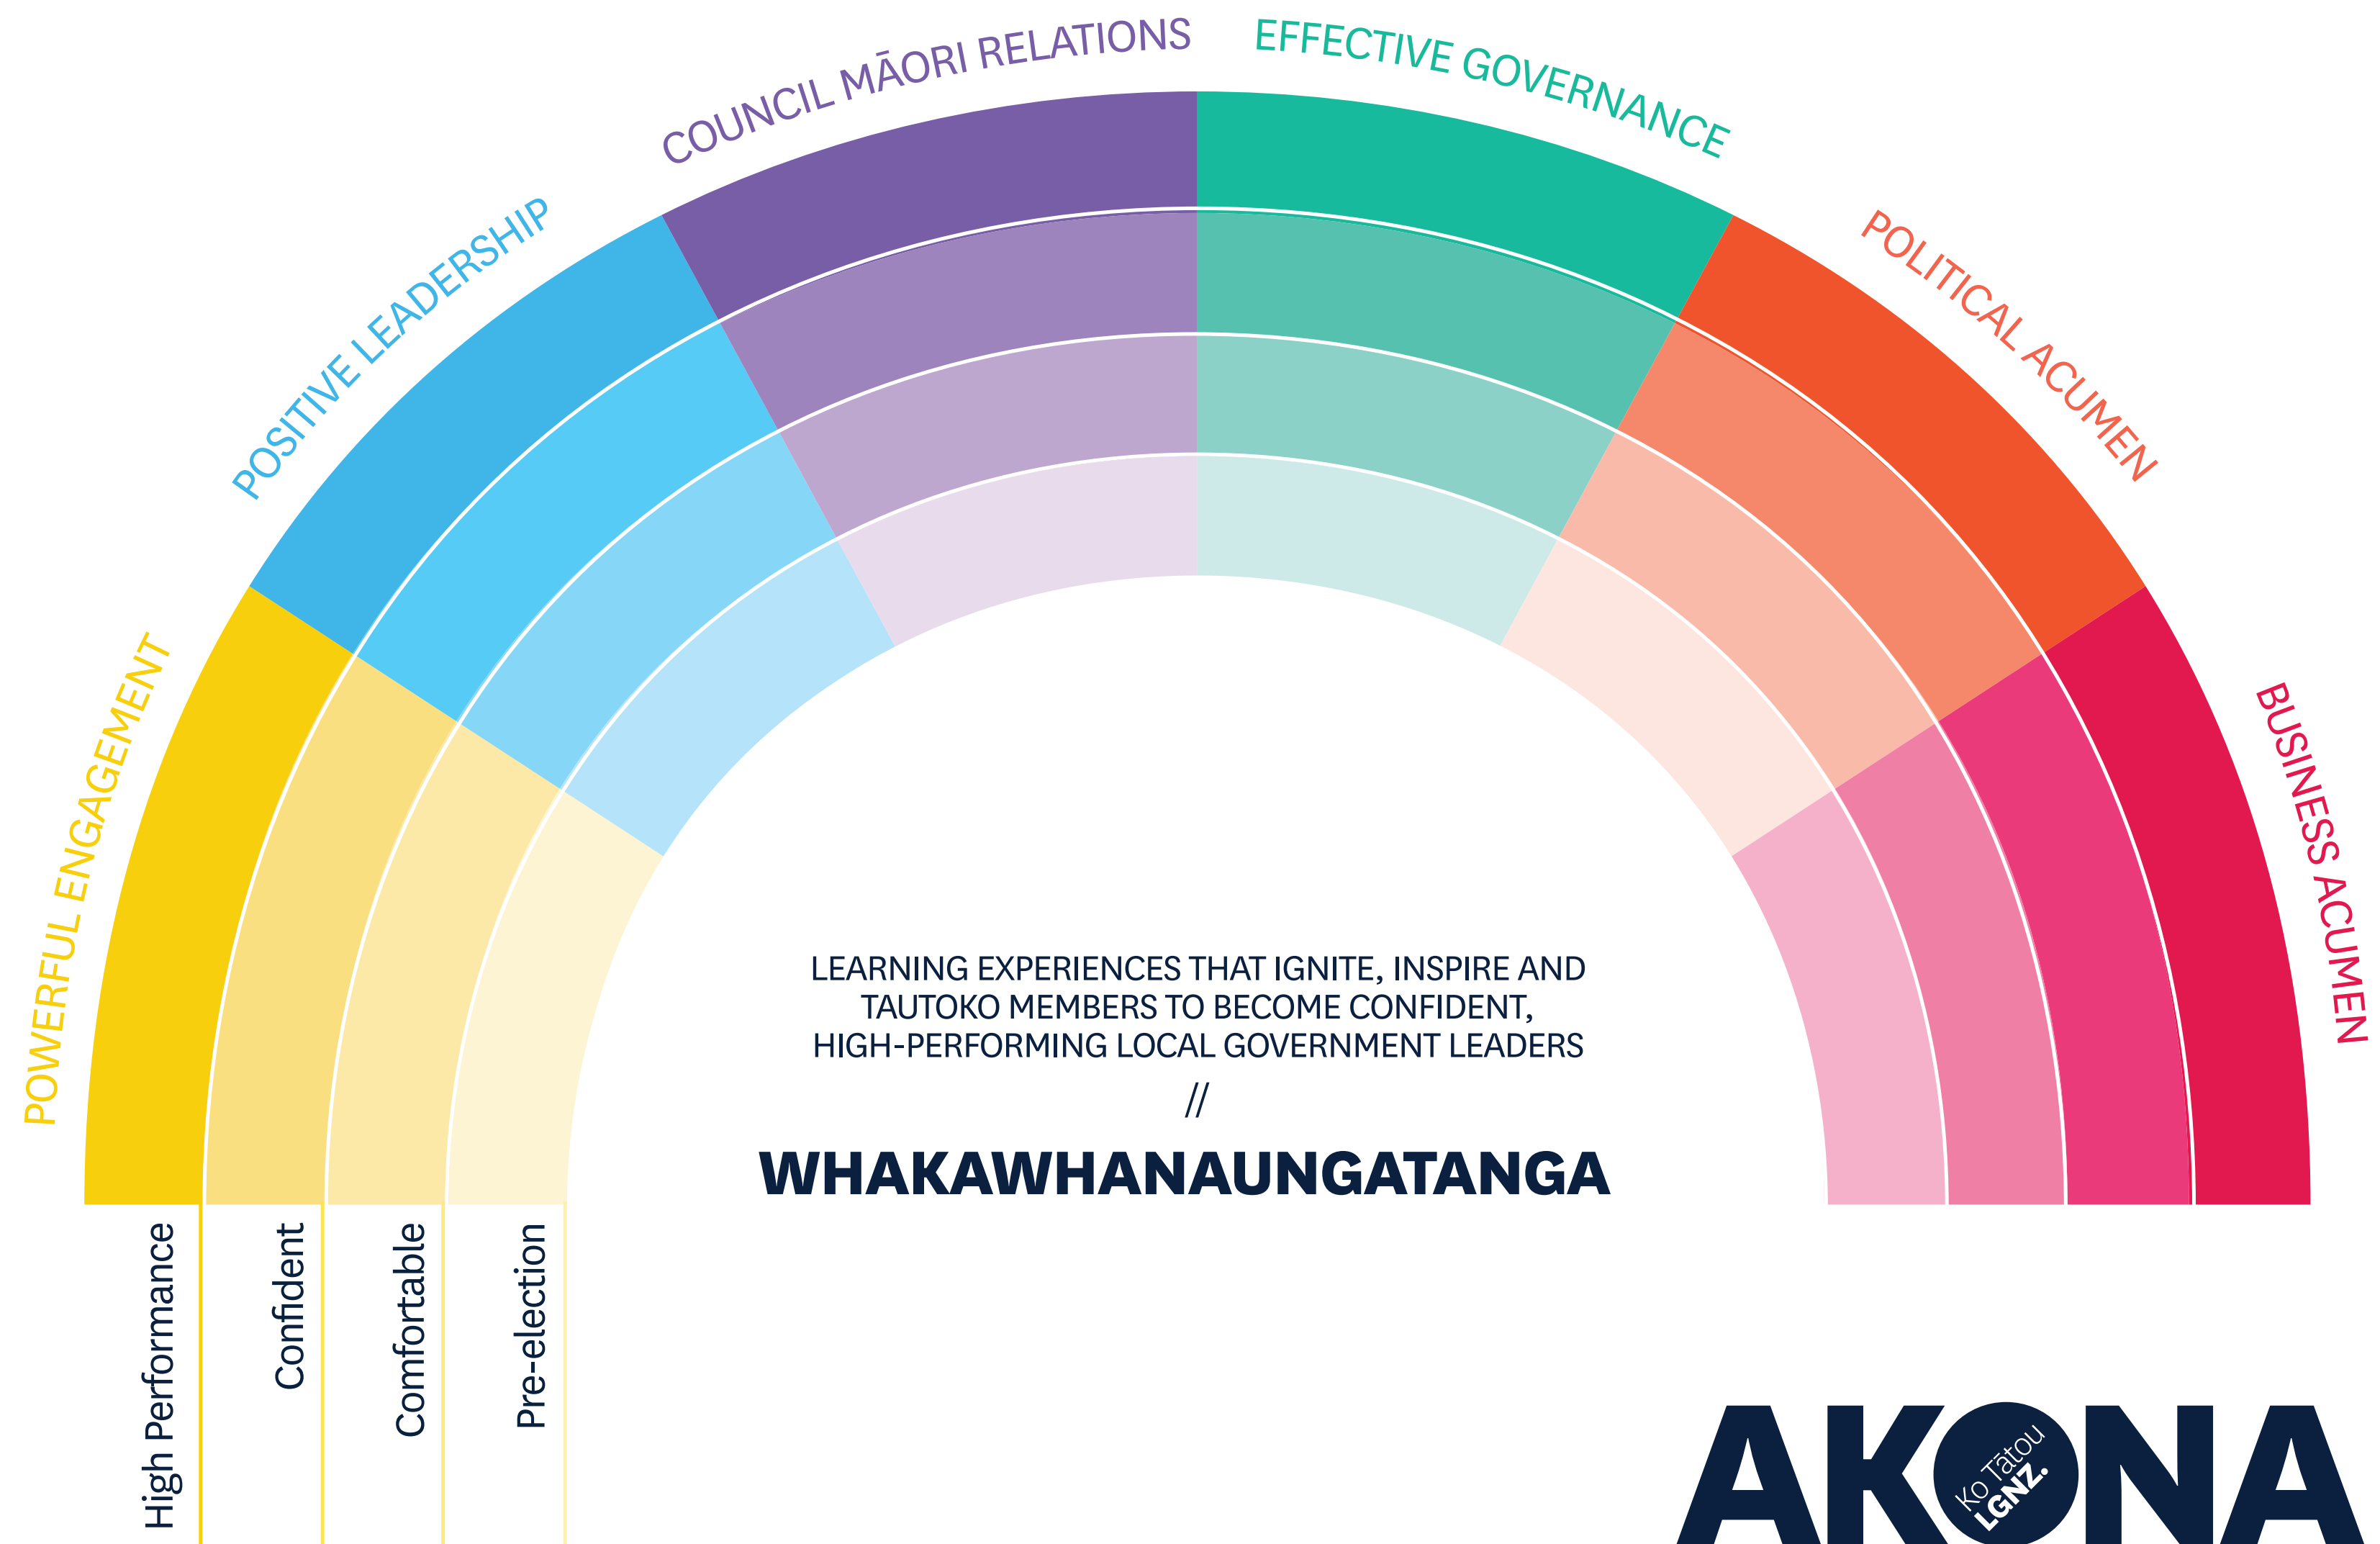 POWERFUL ENGAGEMENT
POSITIVE LEADERSHIP
COUNCIL MĀORI RELATIONS
EFFECTIVE GOVERNANCE
POLITICAL ACUMEN
BUSINESS ACUMEN
LEARNING EXPERIENCES THAT IGNITE, INSPIRE AND
TAUTOKO MEMBERS TO BECOME CONFIDENT,
HIGH-PERFORMING LOCAL GOVERNMENT LEADERS
//
WHAKAWHANAUNGATANGA
High Performance
Confident
Comfortable
Pre-election
AKONA
Ko Tātou
LGNZ.